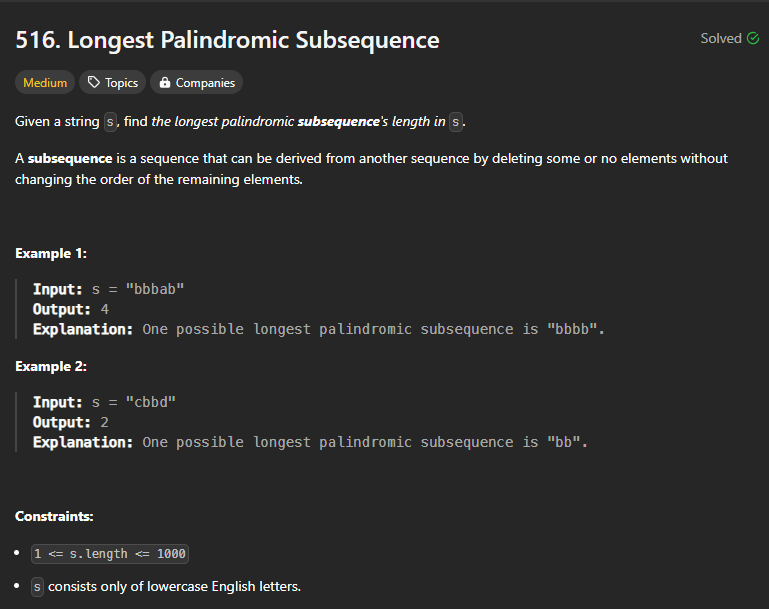 516. Longest Palindromic Subsequence
Solved
Medium Topics Companies
Given a string s, find the longest palindromic subsequence's length in s.
A subsequence is a sequence that can be derived from another sequence by deleting some or no elements without
changing the order of the remaining elements.
Example 1:
Input: s = "bbbab"
Output: 4
Explanation: One possible longest palindromic subsequence is "bbbb".
Example 2:
Input: s = "cbbd"
Output: 2
Explanation: One possible longest palindromic subsequence is "bb".
Constraints:
• 1 <= s.length <= 1000
• s consists only of lowercase English letters.